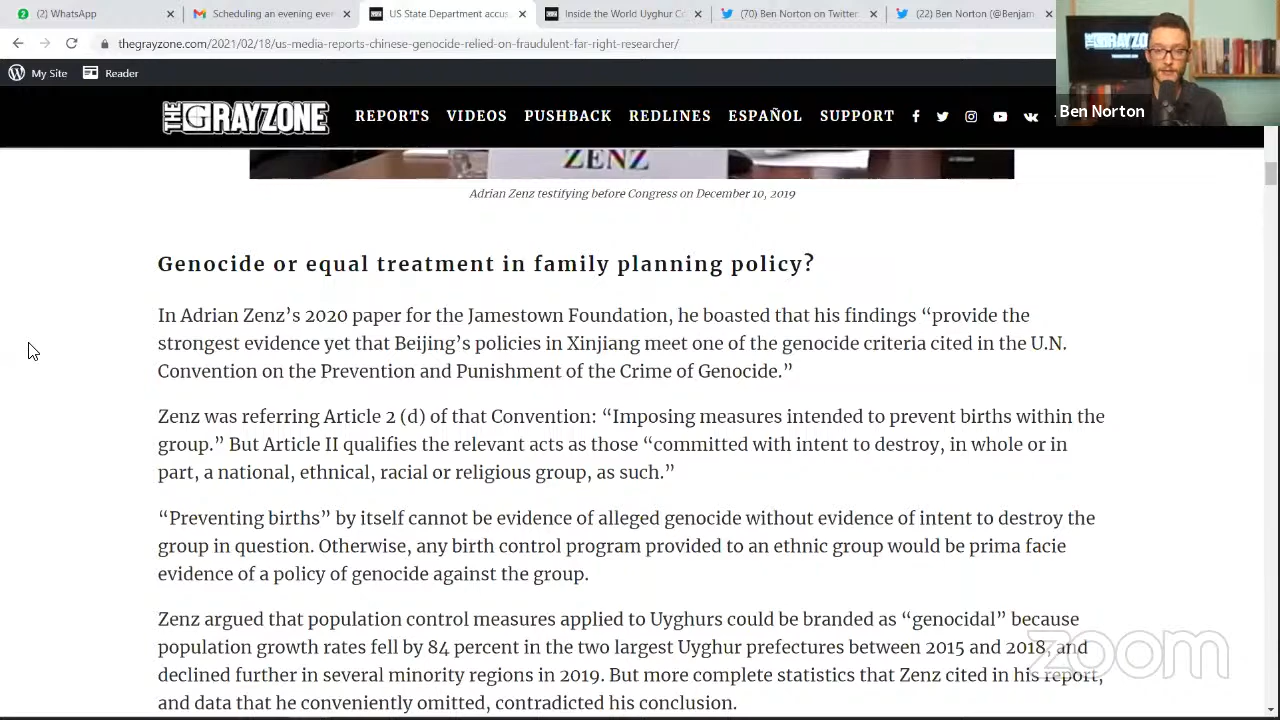 (2) WhatsApp
Scheduling an evening eve
US State Department accus
Inside the World Uyghur Co
(70) Ben Norton on Twitter
(22) Ben Norton (@Benjam
thegrayzone.com/2021/02/18/us-media-reports-chinese-genocide-relied-on-fraudulent-far-right-researcher/
My Site
Reader
THE GRAYZONE
REPORTS VIDEOS PUSHBACK REDLINES ESPAÑOL SUPPORT
Ben Norton
ZENZ
Adrian Zenz testifying before Congress on December 10, 2019
Genocide or equal treatment in family planning policy?
In Adrian Zenz’s 2020 paper for the Jamestown Foundation, he boasted that his findings “provide the
strongest evidence yet that Beijing’s policies in Xinjiang meet one of the genocide criteria cited in the U.N.
Convention on the Prevention and Punishment of the Crime of Genocide.”
Zenz was referring Article 2 (d) of that Convention: “Imposing measures intended to prevent births within the
group.” But Article II qualifies the relevant acts as those “committed with intent to destroy, in whole or in
part, a national, ethnical, racial or religious group, as such.”
“Preventing births” by itself cannot be evidence of alleged genocide without evidence of intent to destroy the
group in question. Otherwise, any birth control program provided to an ethnic group would be prima facie
evidence of a policy of genocide against the group.
Zenz argued that population control measures applied to Uyghurs could be branded as “genocidal” because
population growth rates fell by 84 percent in the two largest Uyghur prefectures between 2015 and 2018, and
declined further in several minority regions in 2019. But more complete statistics that Zenz cited in his report,
and data that he conveniently omitted, contradicted his conclusion.
zoom